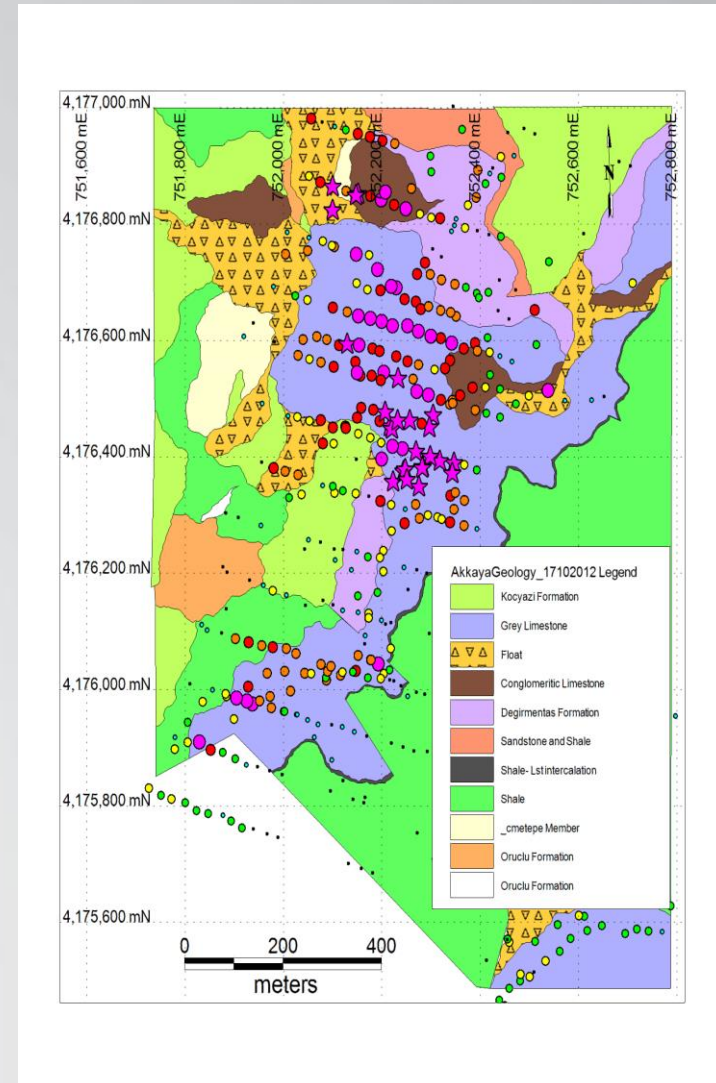 4,177,000 mN
751,600 mE
751,800 mE
752,000 mE
752,200 mE
752,400 mE
752,600 mE
752,800 mE
N
4,176,800 mN
4,176,600 mN
4,176,400 mN
4,176,200 mN
4,176,000 mN
4,175,800 mN
4,175,600 mN
AkkayaGeology_17102012 Legend
Kocyazi Formation
Grey Limestone
Float
Conglomeritic Limestone
Degirmentas Formation
Sandstone and Shale
Shale- Lst intercalation
Shale
_cmetepe Member
Oruclu Formation
Oruclu Formation
0 200 400
meters